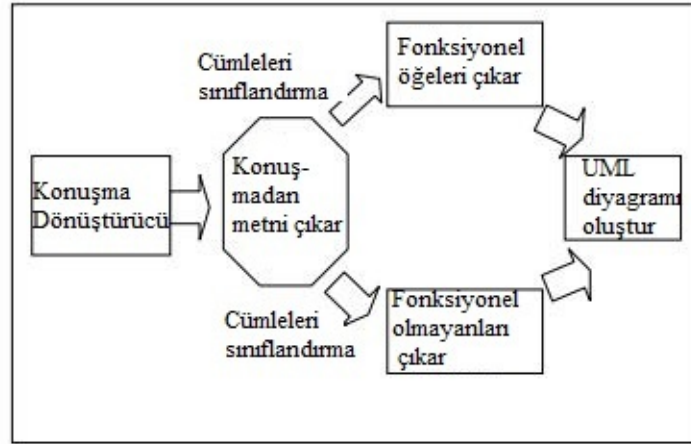 Konuşma
Dönüştürücü
Cümleleri
sınıflandırma
Konuş-
madan
metni çıkar
Cümleleri
sınıflandırma
Fonksiyonel
öğeleri çıkar
Fonksiyonel
olmayanları
çıkar
UML
diyagramı
oluştur